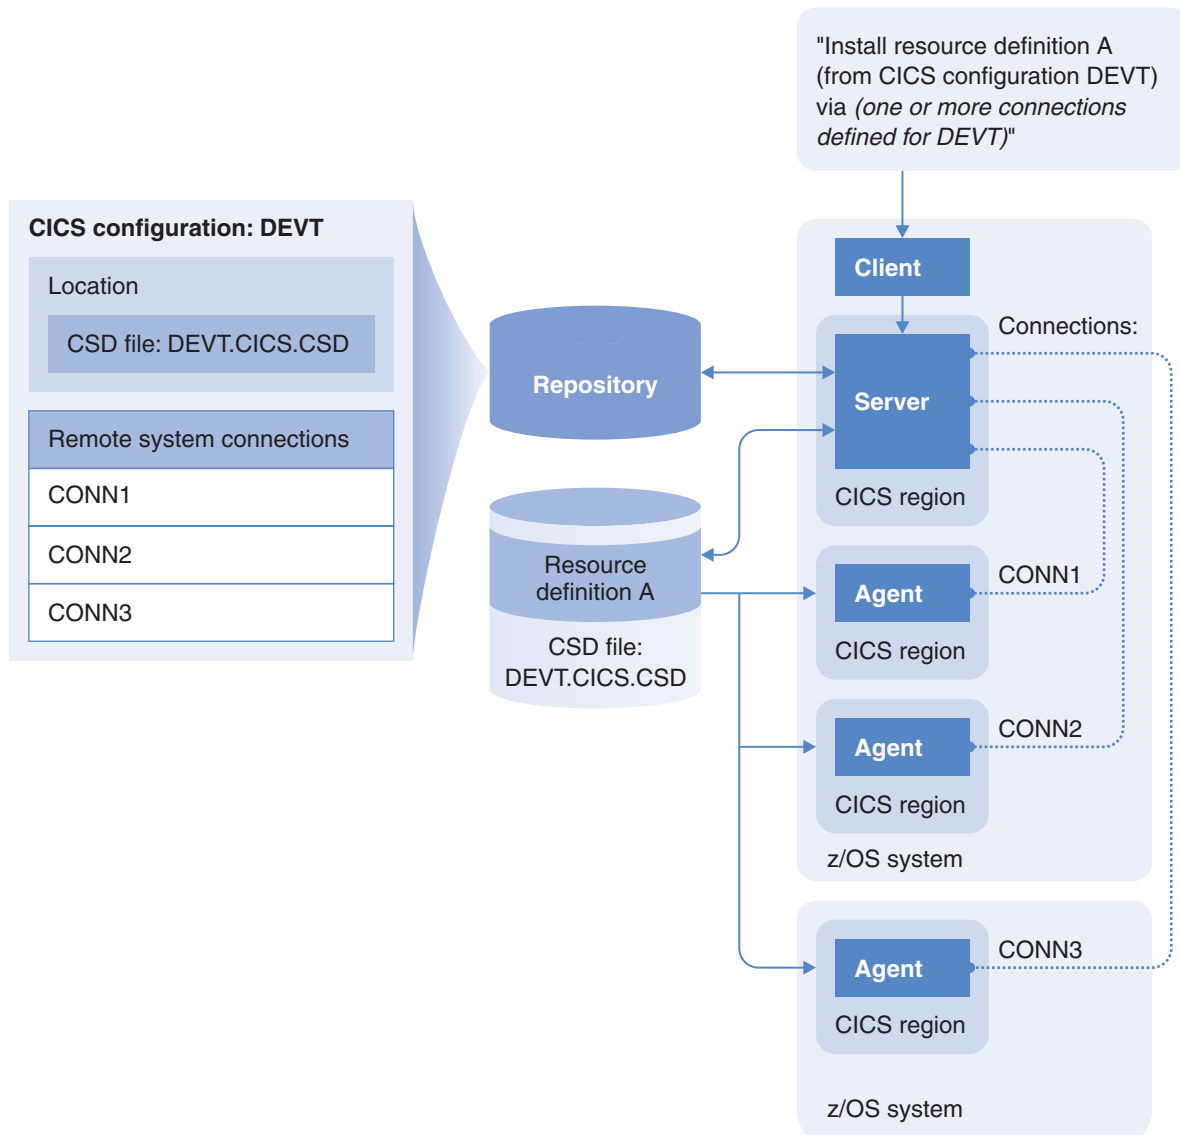 "Install resource definition A
(from CICS configuration DEVT)
via (one or more connections
defined for DEVT)"
CICS configuration: DEVT
Location
CSD file: DEVT.CICS.CSD
Remote system connections
CONN1
CONN2
CONN3
Repository
Resource
definition A
CSD file:
DEVT.CICS.CSD
Client
Connections:
Server
CICS region
Agent
CONN1
CICS region
Agent
CONN2
CICS region
z/OS system
Agent
CONN3
CICS region
z/OS system